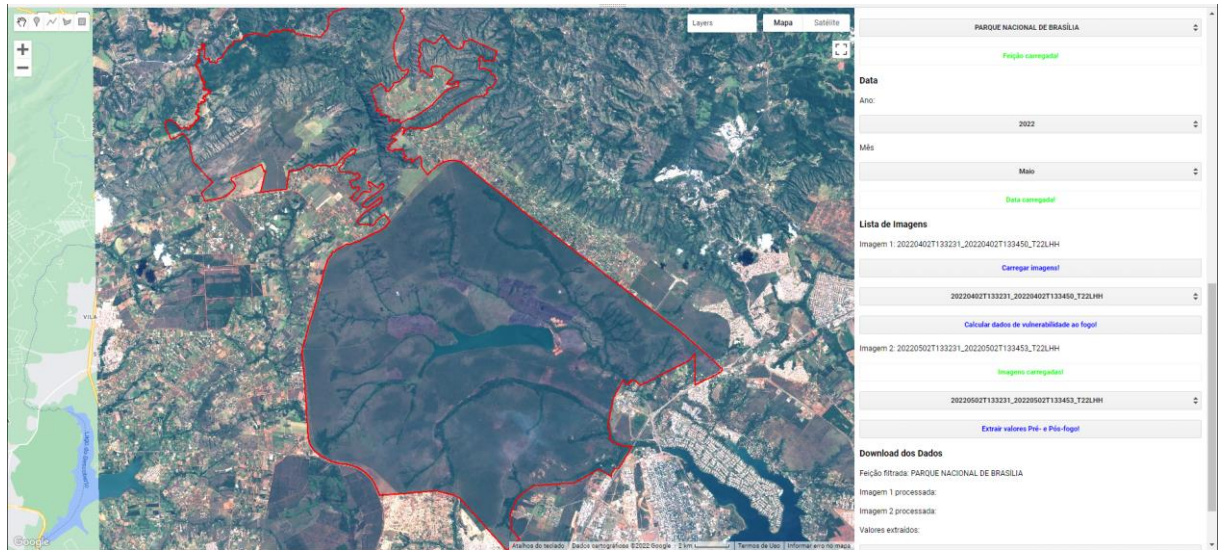 Layers
Mapa
Satélite
VILA
Lago do Descoberto
Google
Atalhos do teclado
Dados cartográficos ©2022 Google
2 km
Termos de Uso
Informar erro no mapa
PARQUE NACIONAL DE BRASÍLIA
Feição carregada!
Data
Ano:
2022
Mês
Maio
Data carregada!
Lista de Imagens
Imagem 1: 20220402T133231_20220402T133450_T22LHH
Carregar imagens!
20220402T133231_20220402T133450_T22LHH
Calcular dados de vulnerabilidade ao fogo!
Imagem 2: 20220502T133231_20220502T133453_T22LHH
Imagens carregadas!
20220502T133231_20220502T133453_T22LHH
Extrair valores Pré- e Pós-fogo!
Download dos Dados
Feição filtrada: PARQUE NACIONAL DE BRASÍLIA
Imagem 1 processada:
Imagem 2 processada:
Valores extraídos: